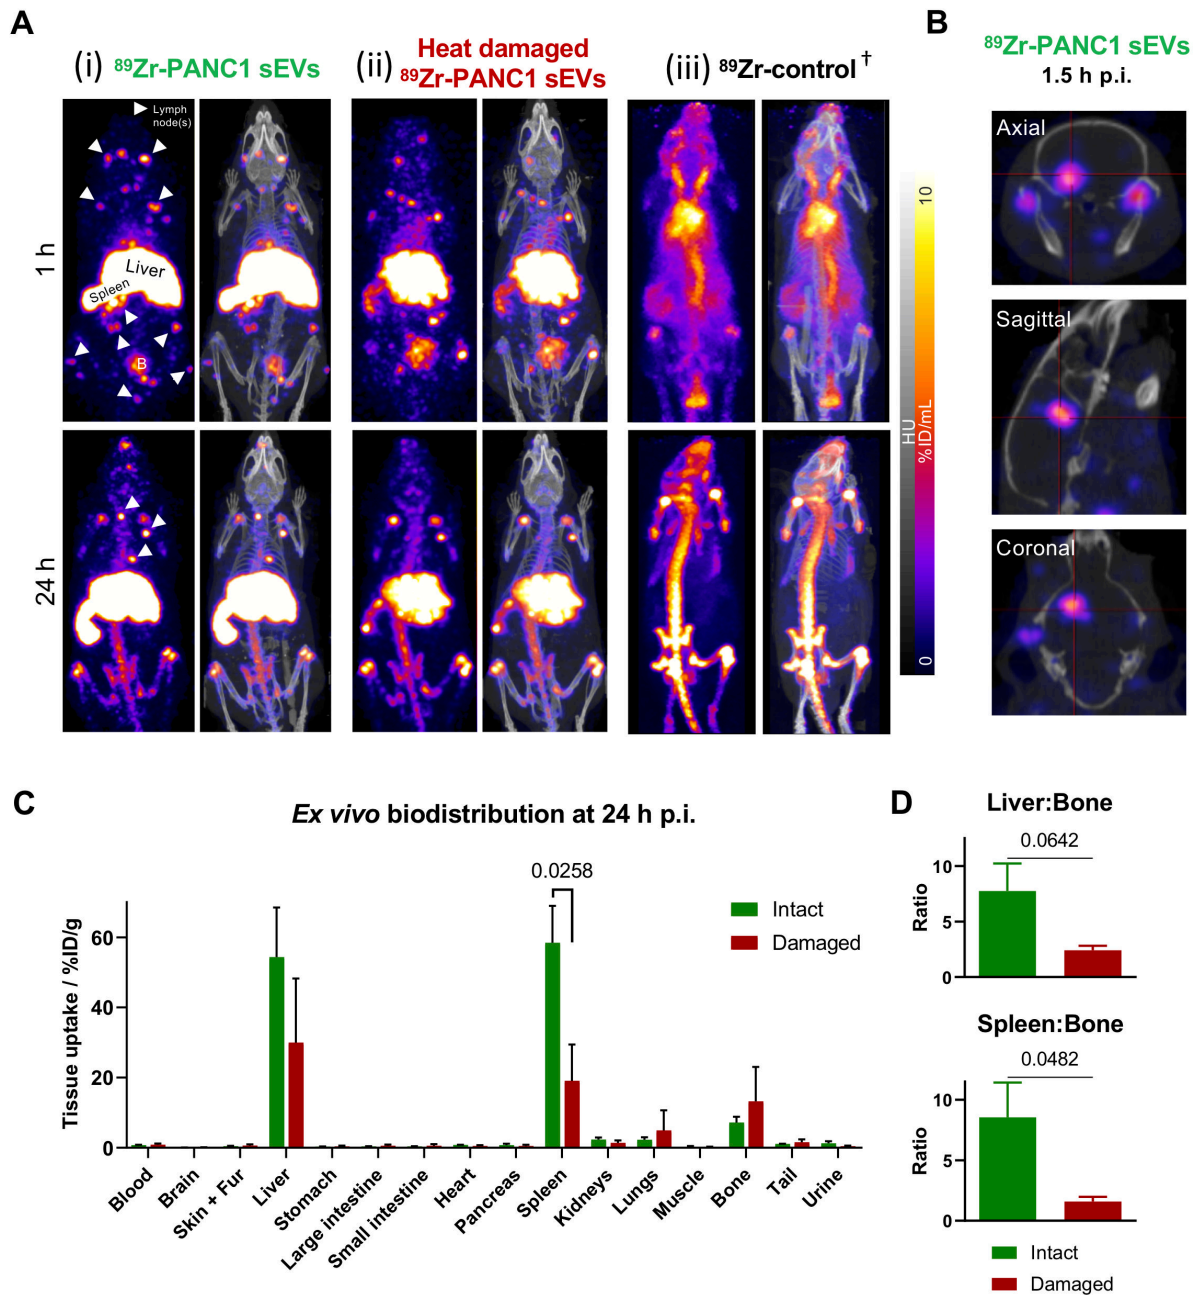 A
(i) ⁸⁹Zr-PANC1 sEVs
(ii) Heat damaged
⁸⁹Zr-PANC1 sEVs
(iii) ⁸⁹Zr-control †
Lymph
node(s)
1 h
Liver
Spleen
B
24 h
10
HU
%ID/mL
0
B
⁸⁹Zr-PANC1 sEVs
1.5 h p.i.
Axial
Sagittal
Coronal
C
Ex vivo biodistribution at 24 h p.i.
0.0258
Intact
Damaged
Tissue uptake / %ID/g
60
40
20
0
Blood
Brain
Skin + Fur
Liver
Stomach
Large intestine
Small intestine
Heart
Pancreas
Spleen
Kidneys
Lungs
Muscle
Bone
Tail
Urine
D
Liver:Bone
0.0642
Ratio
10
5
0
Spleen:Bone
0.0482
Ratio
10
5
0
Intact
Damaged